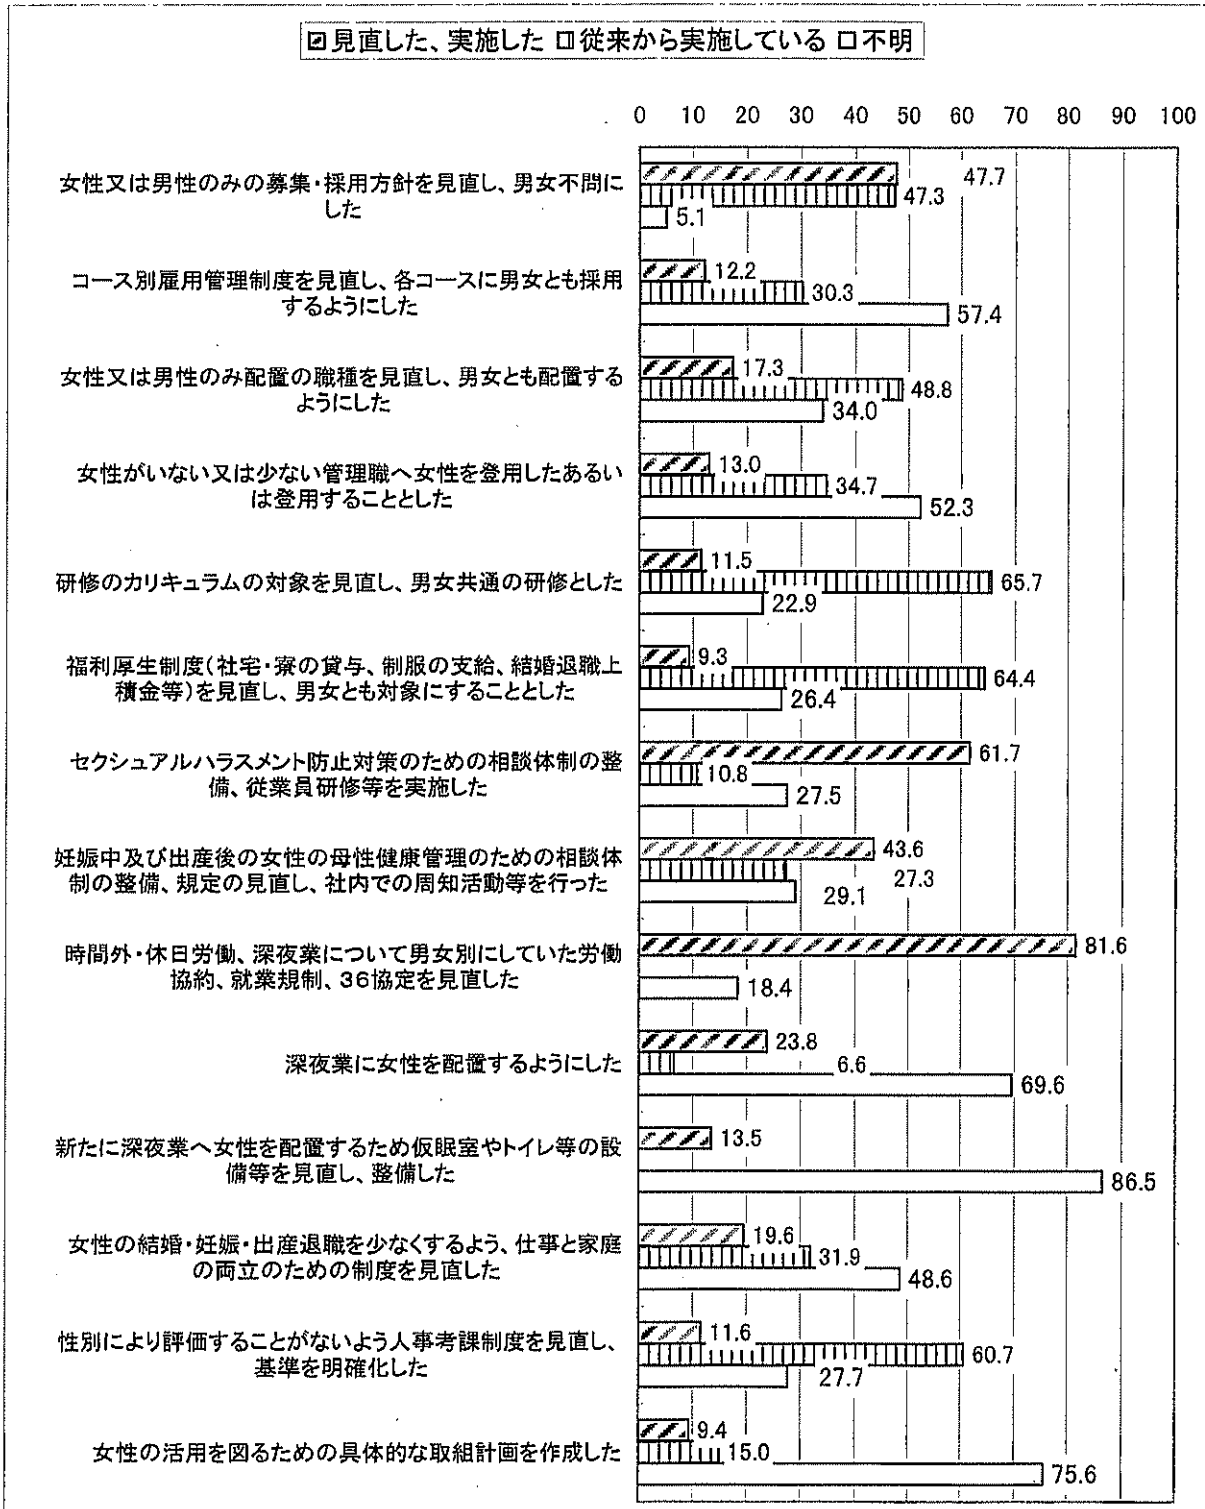 見直した、実施した 従来から実施している 不明
0 10 20 30 40 50 60 70 80 90 100
女性又は男性のみの募集・採用方針を見直し、男女不問に
した
47.7
47.3
5.1
コース別雇用管理制度を見直し、各コースに男女とも採用
するようにした
12.2
30.3
57.4
女性又は男性のみ配置の職種を見直し、男女とも配置する
ようにした
17.3
48.8
34.0
女性がいない又は少ない管理職へ女性を登用したあるい
は登用することとした
13.0
34.7
52.3
研修のカリキュラムの対象を見直し、男女共通の研修とした
11.5
65.7
22.9
福利厚生制度(社宅・寮の貸与、制服の支給、結婚退職上
積金等)を見直し、男女とも対象にすることとした
9.3
64.4
26.4
セクシュアルハラスメント防止対策のための相談体制の整
備、従業員研修等を実施した
61.7
10.8
27.5
妊娠中及び出産後の女性の母性健康管理のための相談体
制の整備、規定の見直し、社内での周知活動等を行った
43.6
27.3
29.1
時間外・休日労働、深夜業について男女別にしていた労働
協約、就業規制、36協定を見直した
81.6
18.4
深夜業に女性を配置するようにした
23.8
6.6
69.6
新たに深夜業へ女性を配置するため仮眠室やトイレ等の設
備等を見直し、整備した
13.5
86.5
女性の結婚・妊娠・出産退職を少なくするよう、仕事と家庭
の両立のための制度を見直した
19.6
31.9
48.6
性別により評価することがないよう人事考課制度を見直し、
基準を明確化した
11.6
60.7
27.7
女性の活用を図るための具体的な取組計画を作成した
9.4
15.0
75.6